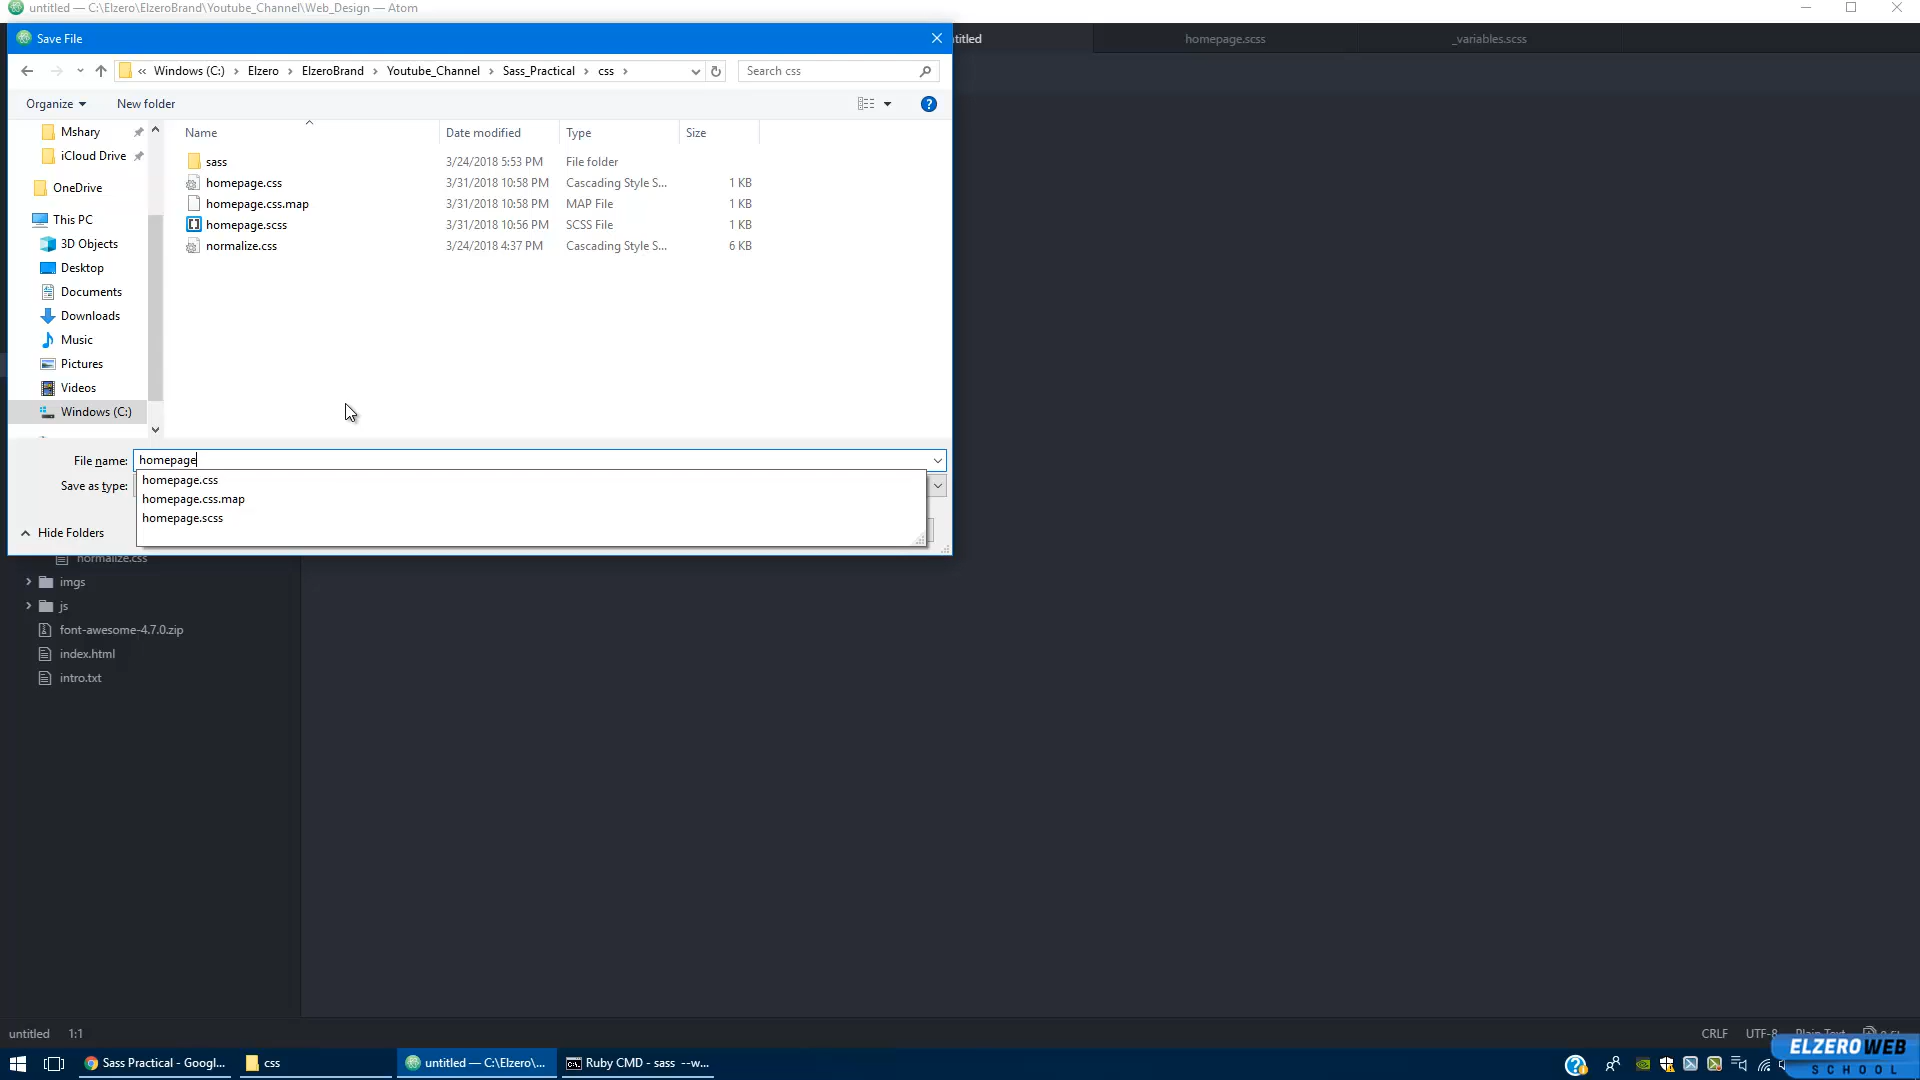 untitled — C:\Elzero\ElzeroBrand\Youtube_Channel\Web_Design — Atom
Save File
« Windows (C:) > Elzero > ElzeroBrand > Youtube_Channel > Sass_Practical > css >
Search css
homepage.scss
_variables.scss
Organize
New folder
Name
Date modified
Type
Size
Mshary
iCloud Drive
OneDrive
This PC
3D Objects
Desktop
Documents
Downloads
Music
Pictures
Videos
Windows (C:)
sass 3/24/2018 5:53 PM File folder
homepage.css 3/31/2018 10:58 PM Cascading Style S... 1 KB
homepage.css.map 3/31/2018 10:58 PM MAP File 1 KB
homepage.scss 3/31/2018 10:56 PM SCSS File 1 KB
normalize.css 3/24/2018 4:37 PM Cascading Style S... 6 KB
File name: homepage
Save as type:
homepage.css
homepage.css.map
homepage.scss
Hide Folders
normalize.css
imgs
js
font-awesome-4.7.0.zip
index.html
intro.txt
untitled 1:1
CRLF UTF-8 Plain Text
Sass Practical - Googl...
css
untitled — C:\Elzero\...
Ruby CMD - sass --w...
ELZEROWEB
SCHOOL